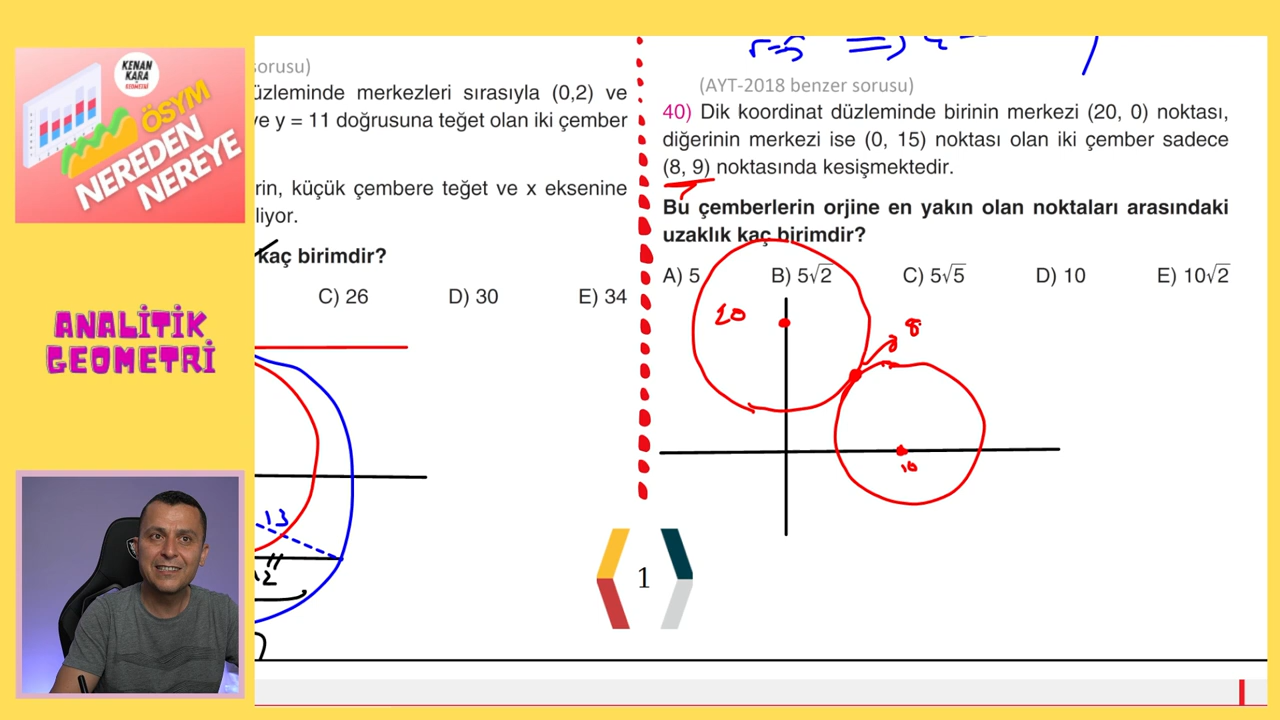 KENAN
KARA
GEOMETRİ
ÖSYM
NEREDEN
NEREYE
ANALİTİK
GEOMETRİ
sorusu)
üzleminde merkezleri sırasıyla (0,2) ve
ve y = 11 doğrusuna teğet olan iki çember
rin, küçük çembere teğet ve x eksenine
liyor.
kaç birimdir?
C) 26 D) 30 E) 34
13
12
r=5 =>
(AYT-2018 benzer sorusu)
40) Dik koordinat düzleminde birinin merkezi (20, 0) noktası,
diğerinin merkezi ise (0, 15) noktası olan iki çember sadece
(8, 9) noktasında kesişmektedir.
Bu çemberlerin orjine en yakın olan noktaları arasındaki
uzaklık kaç birimdir?
A) 5 B) 5√2 C) 5√5 D) 10 E) 10√2
20
8
10
1